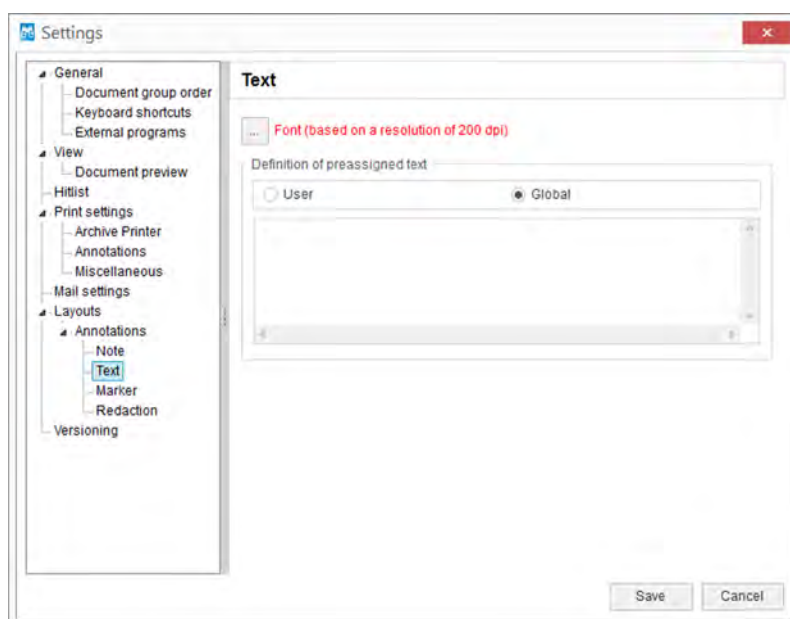 Settings
General
Document group order
Keyboard shortcuts
External programs
View
Document preview
Hitlist
Print settings
Archive Printer
Annotations
Miscellaneous
Mail settings
Layouts
Annotations
Note
Text
Marker
Redaction
Versioning
Text
... Font (based on a resolution of 200 dpi)
Definition of preassigned text
User Global
Save Cancel